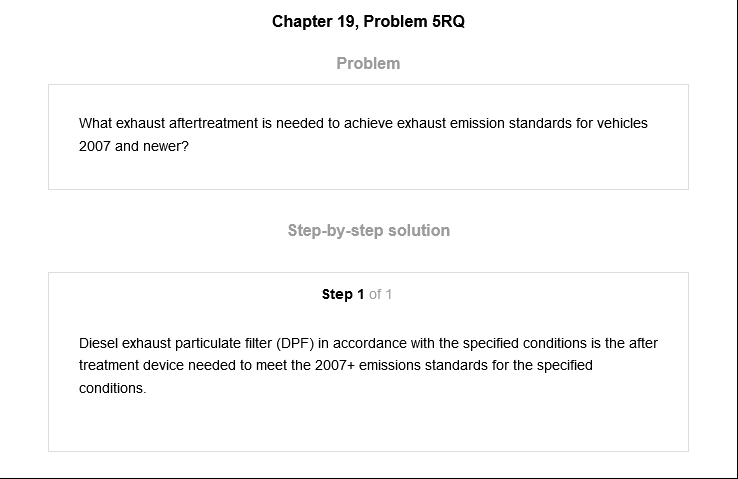 Chapter 19, Problem 5RQ
Problem
What exhaust aftertreatment is needed to achieve exhaust emission standards for vehicles
2007 and newer?
Step-by-step solution
Step 1 of 1
Diesel exhaust particulate filter (DPF) in accordance with the specified conditions is the after
treatment device needed to meet the 2007+ emissions standards for the specified
conditions.